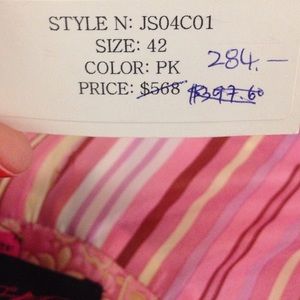 STYLE N: JS04C01
SIZE: 42
COLOR: PK 284.-
PRICE: $568 $397.60